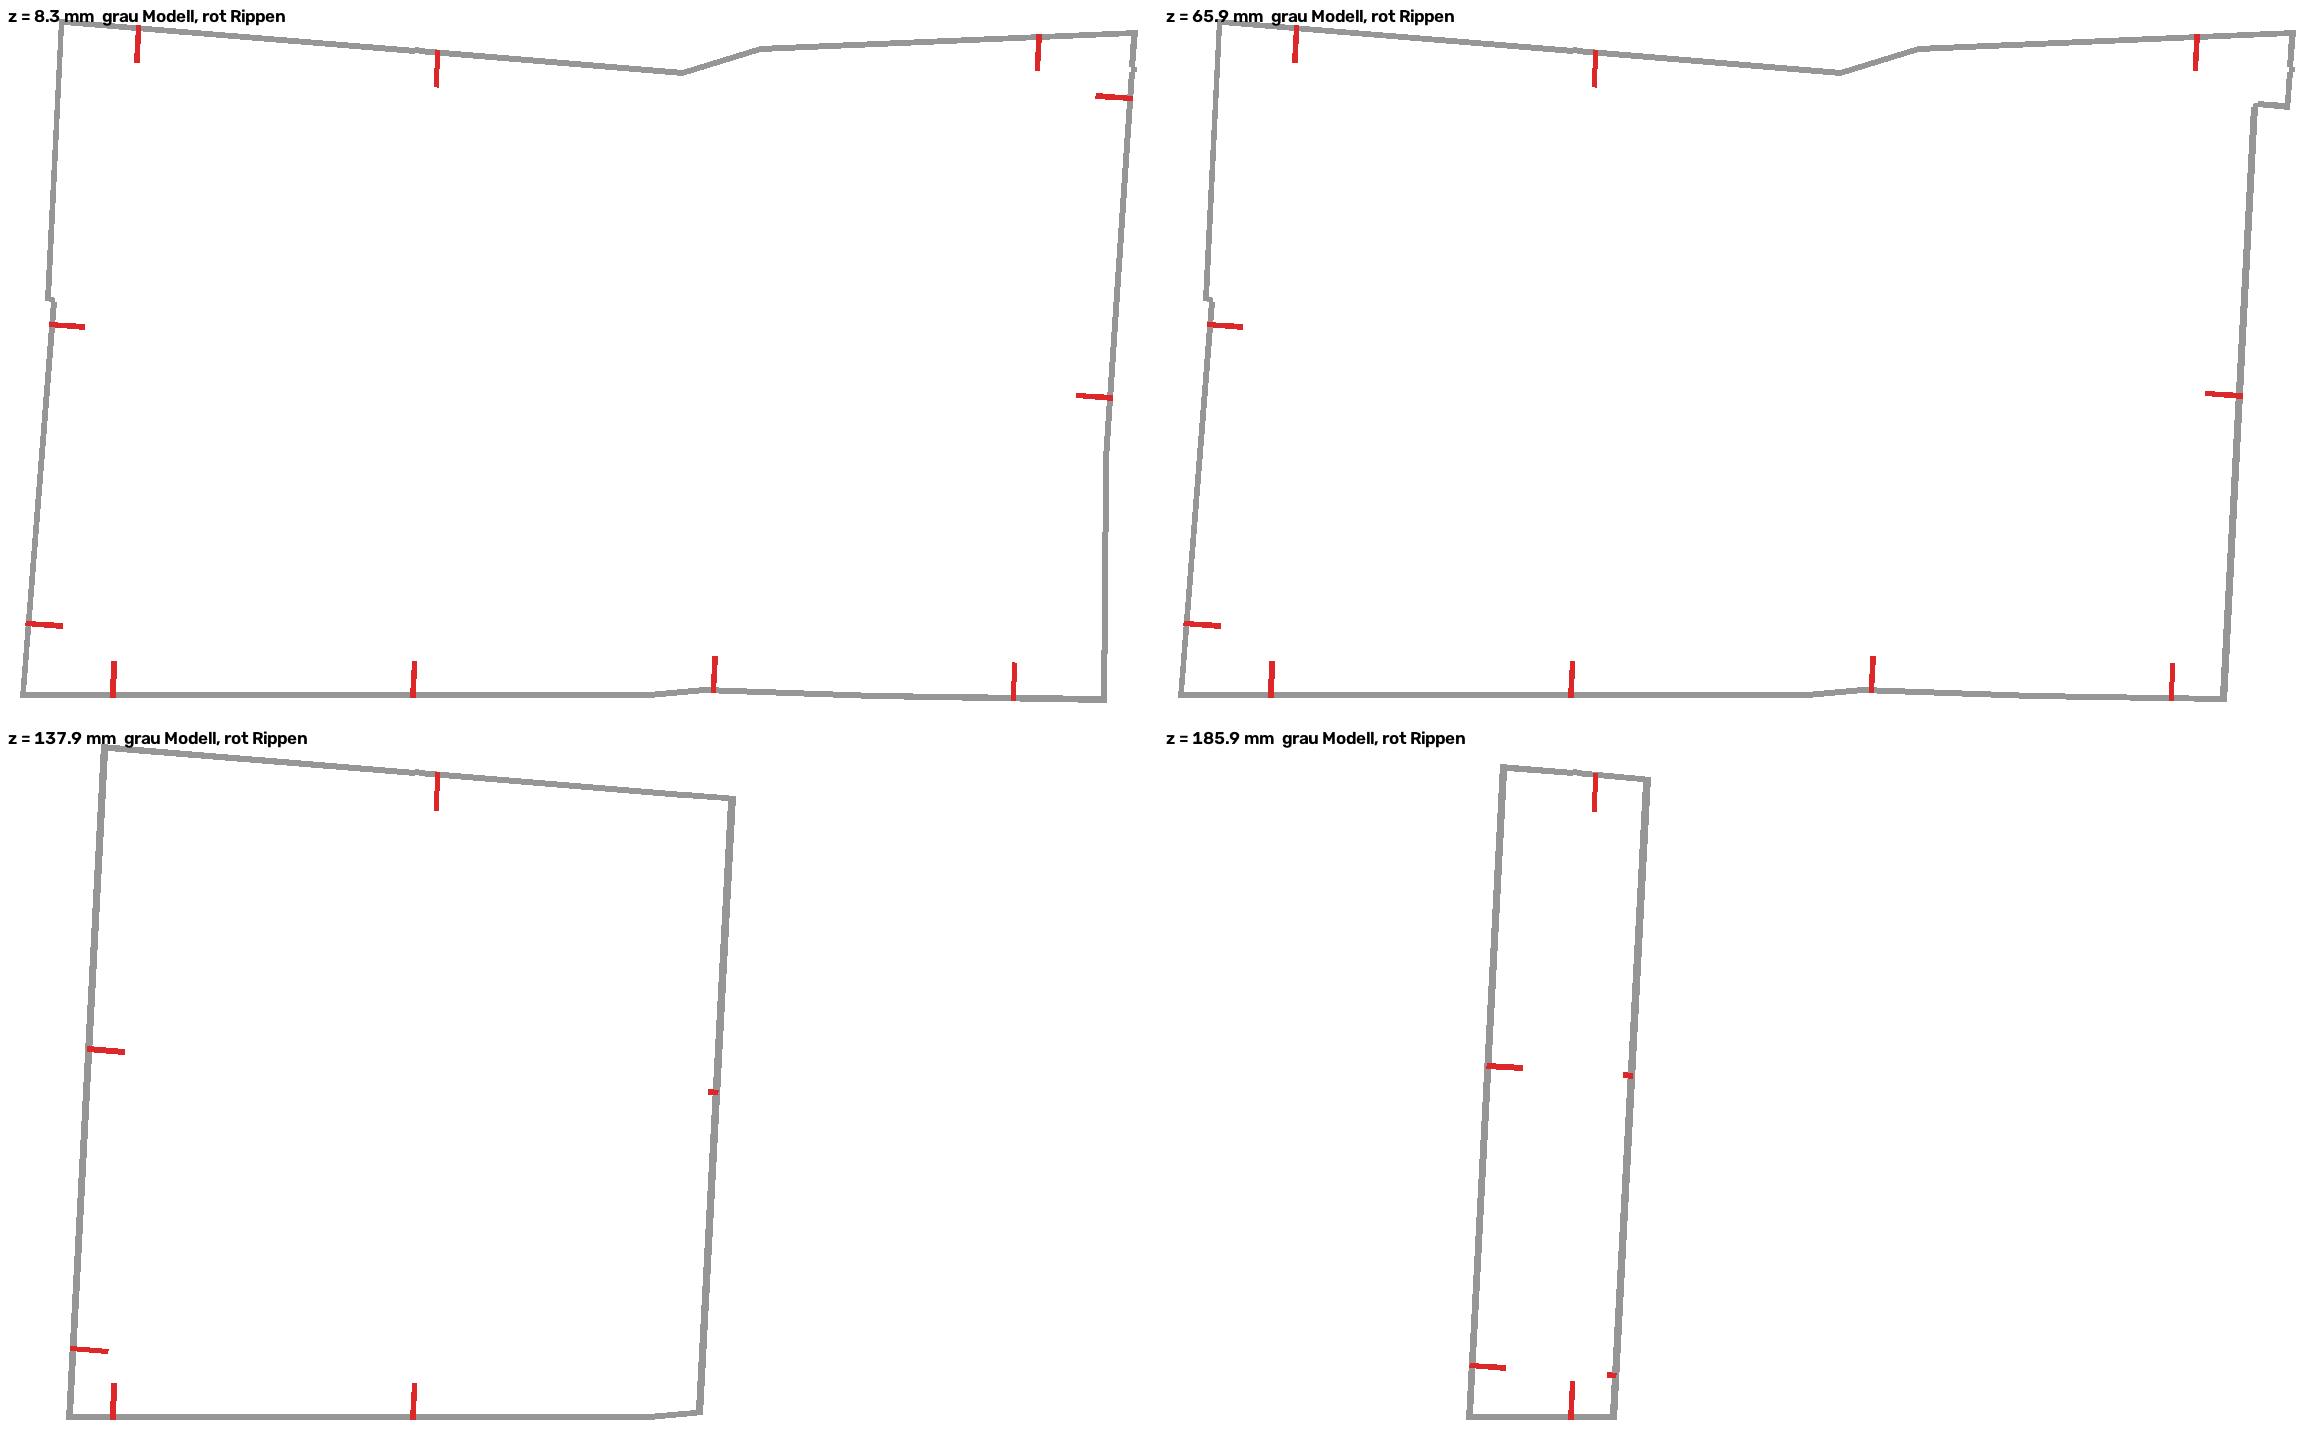 z = 8.3 mm  grau Modell, rot Rippen
z = 65.9 mm  grau Modell, rot Rippen
z = 137.9 mm  grau Modell, rot Rippen
z = 185.9 mm  grau Modell, rot Rippen